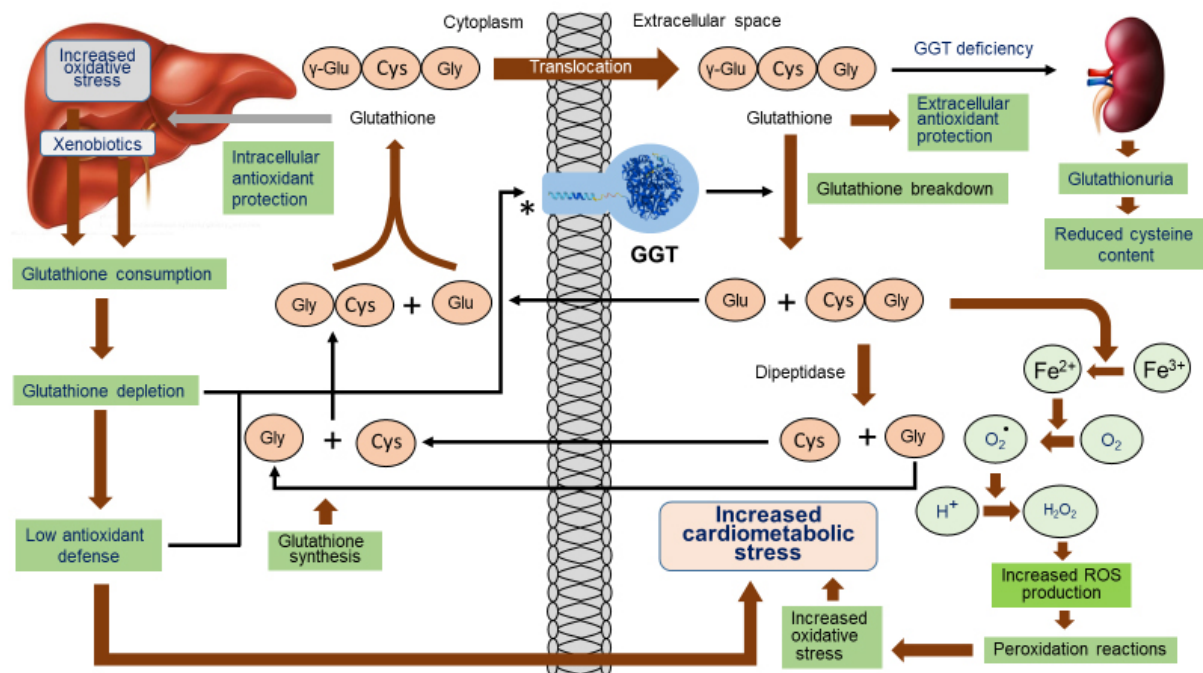 Cytoplasm
Extracellular space
Increased
oxidative
stress
Xenobiotics
γ-Glu Cys Gly
Translocation
γ-Glu Cys Gly
GGT deficiency
Glutathione
Glutathione
Extracellular
antioxidant
protection
Intracellular
antioxidant
protection
*
GGT
Glutathione breakdown
Glutathionuria
Reduced cysteine
content
Glutathione consumption
Gly Cys + Glu
Glu + Cys Gly
Glutathione depletion
Dipeptidase
Fe2+
Fe3+
Gly + Cys
Cys + Gly
O2•
O2
H+
H2O2
Low antioxidant
defense
Glutathione
synthesis
Increased
cardiometabolic
stress
Increased ROS
production
Increased
oxidative
stress
Peroxidation reactions